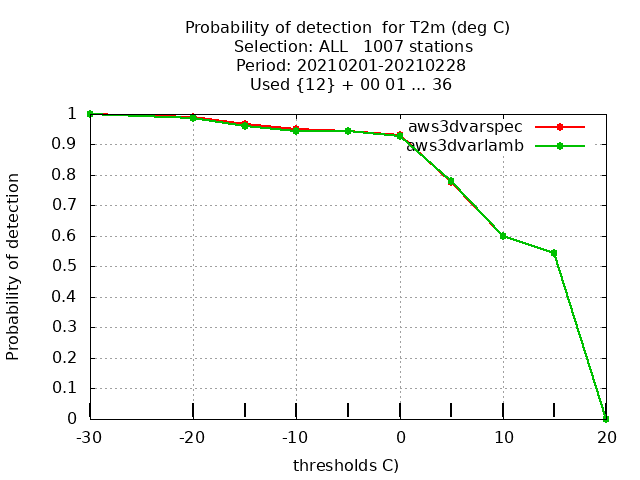 Probability of detection  for T2m (deg C)
Selection: ALL   1007 stations
Period: 20210201-20210228
Used {12} + 00 01 ... 36
aws3dvarspec
aws3dvarlamb
Probability of detection
1
0.9
0.8
0.7
0.6
0.5
0.4
0.3
0.2
0.1
0
-30 -20 -10 0 10 20
thresholds C)